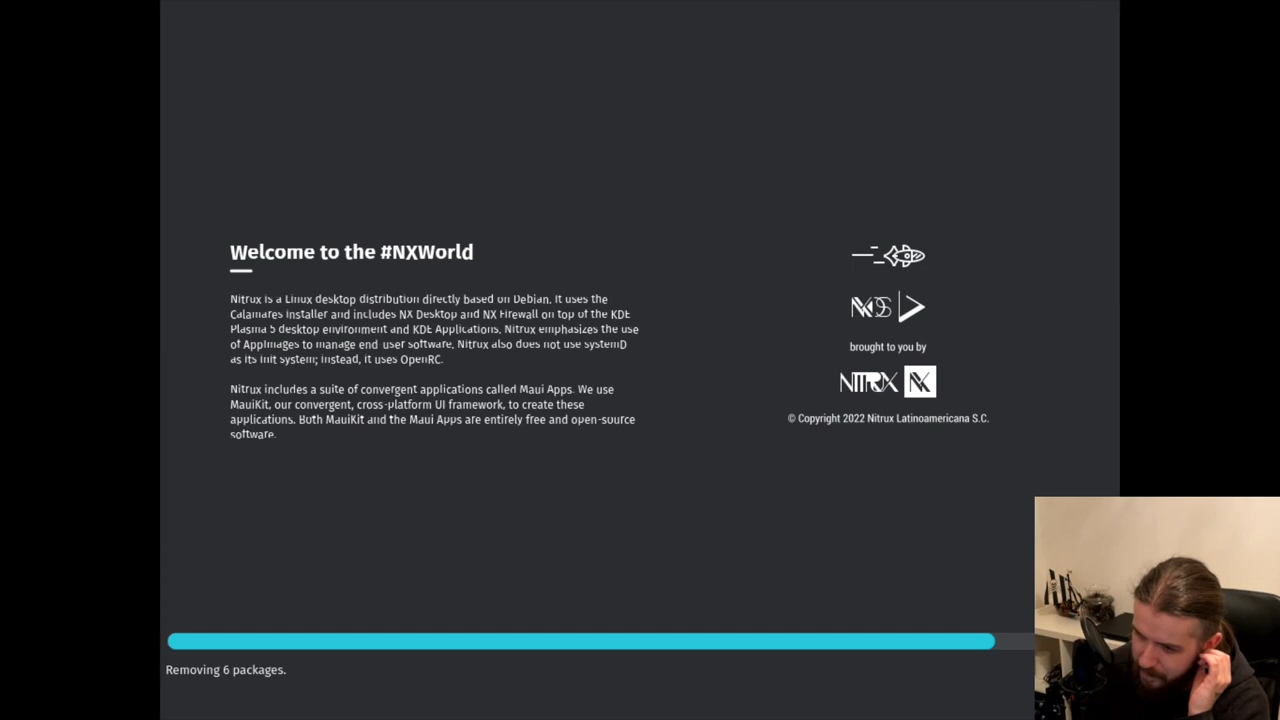 Welcome to the #NXWorld
Nitrux is a Linux desktop distribution directly based on Debian. It uses the
Calamares installer and includes NX Desktop and NX Firewall on top of the KDE
Plasma 5 desktop environment and KDE Applications. Nitrux emphasizes the use
of AppImages to manage end-user software. Nitrux also does not use systemD
as its init system; instead, it uses OpenRC.
Nitrux includes a suite of convergent applications called Maui Apps. We use
MauiKit, our convergent, cross-platform UI framework, to create these
applications. Both MauiKit and the Maui Apps are entirely free and open-source
software.
NXOS
brought to you by
NITRUX NX
© Copyright 2022 Nitrux Latinoamericana S.C.
Removing 6 packages.